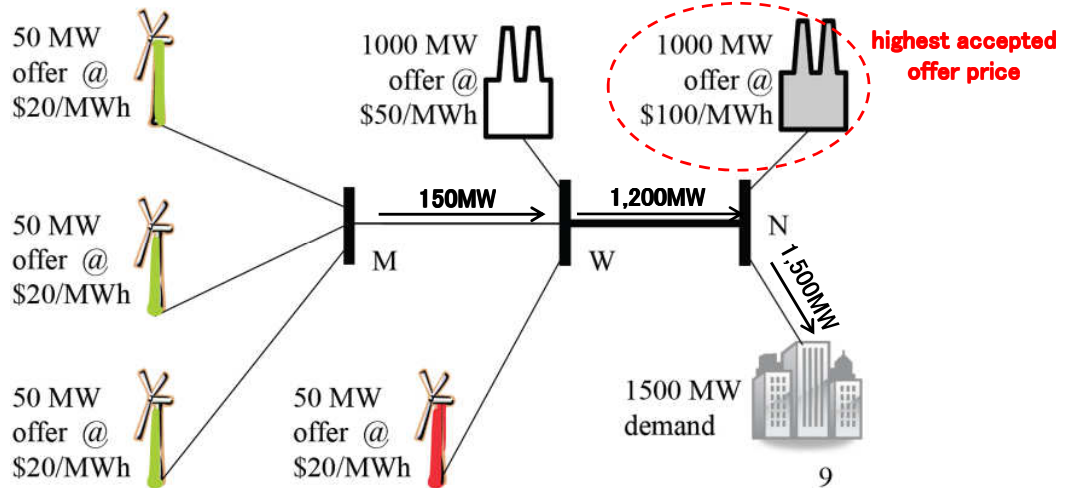 50 MW
offer @
$20/MWh
1000 MW
offer @
$50/MWh
1000 MW
offer @
$100/MWh
highest accepted
offer price
150MW
1,200MW
M
W
N
50 MW
offer @
$20/MWh
1,500MW
50 MW
offer @
$20/MWh
50 MW
offer @
$20/MWh
1500 MW
demand
9